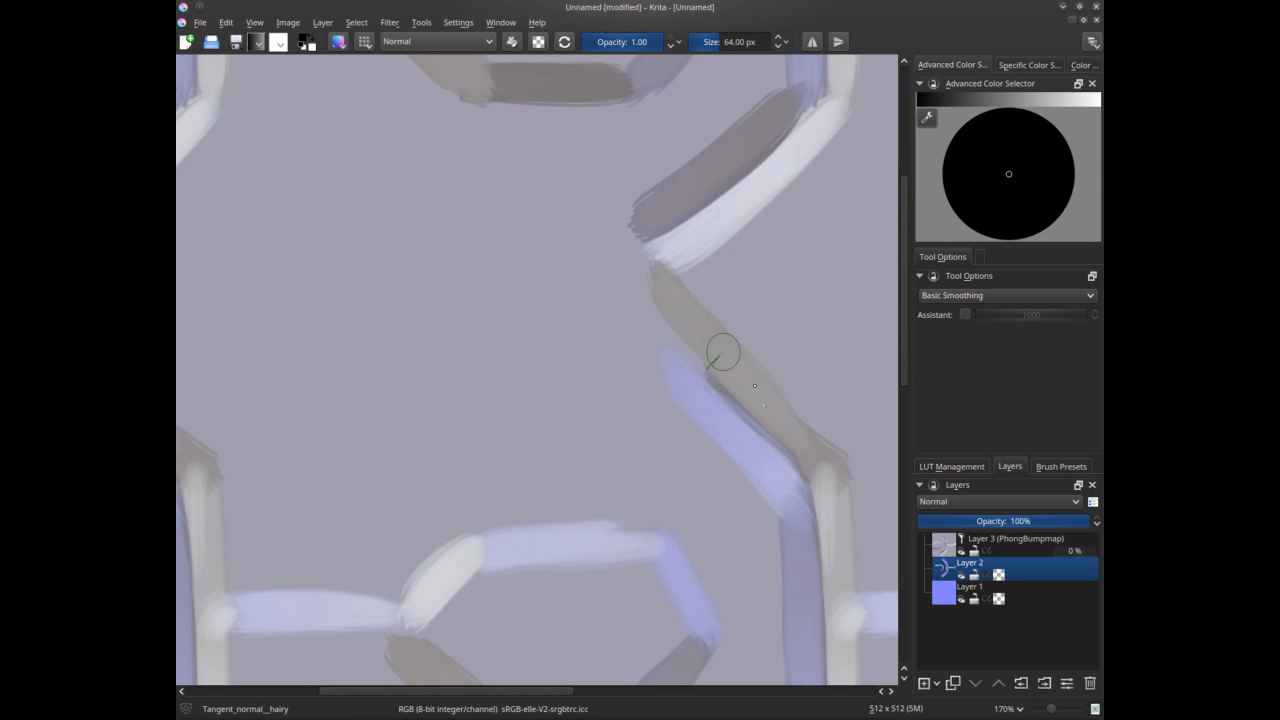 Unnamed [modified] – Krita - [Unnamed]
File Edit View Image Layer Select Filter Tools Settings Window Help
Normal Opacity: 1.00 Size: 64.00 px
Advanced Color S... Specific Color S... Color ...
Advanced Color Selector
Tool Options
Tool Options
Basic Smoothing
Assistant: 1000
LUT Management Layers Brush Presets
Layers
Normal
Opacity: 100%
Layer 3 (PhongBumpmap)
0 %
Layer 2
Layer 1
Tangent_normal__hairy RGB (8-bit integer/channel) sRGB-elle-V2-srgbtrc.icc 512 x 512 (5M) 170%